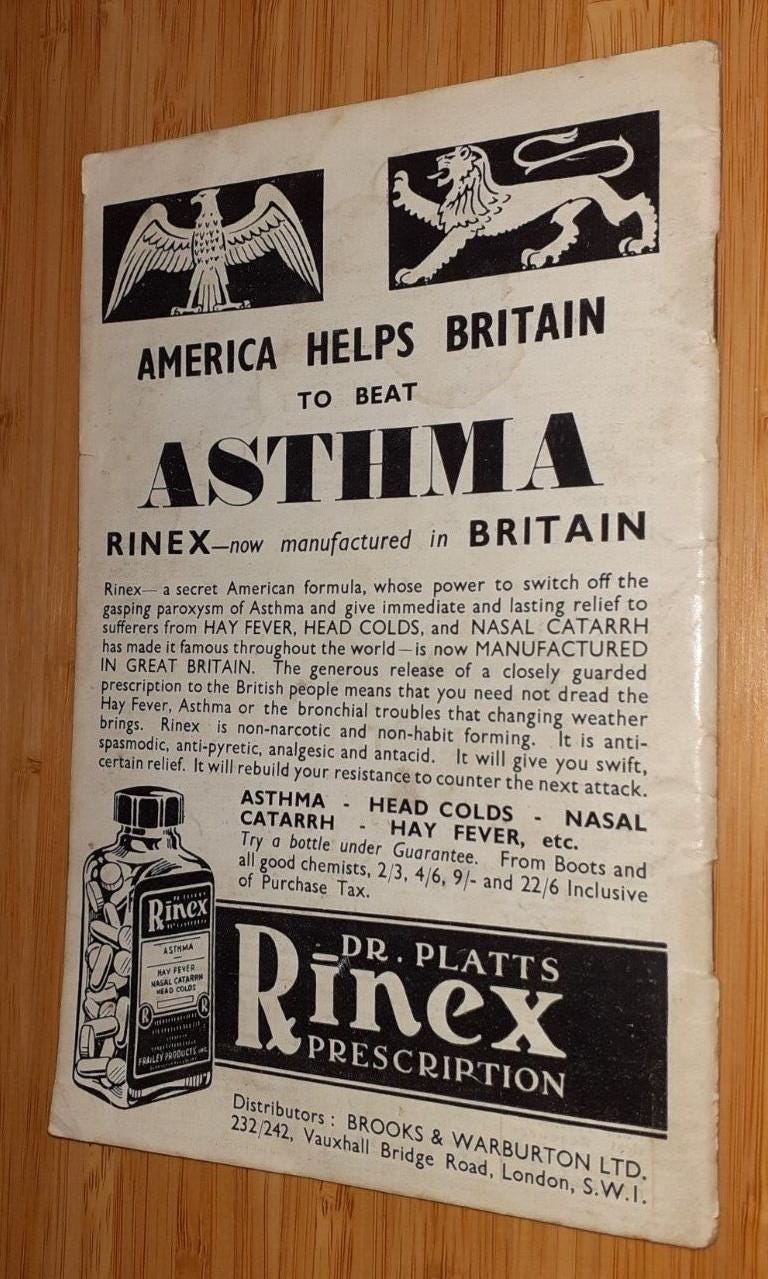 AMERICA HELPS BRITAIN
TO BEAT
ASTHMA
RINEX—now manufactured in BRITAIN
Rinex— a secret American formula, whose power to switch off the
gasping paroxysm of Asthma and give immediate and lasting relief to
sufferers from HAY FEVER, HEAD COLDS, and NASAL CATARRH
has made it famous throughout the world—is now MANUFACTURED
IN GREAT BRITAIN. The generous release of a closely guarded
prescription to the British people means that you need not dread the
Hay Fever, Asthma or the bronchial troubles that changing weather
brings. Rinex is non-narcotic and non-habit forming. It is anti-
spasmodic, anti-pyretic, analgesic and antacid. It will give you swift,
certain relief. It will rebuild your resistance to counter the next attack.
ASTHMA - HEAD COLDS - NASAL
CATARRH - HAY FEVER, etc.
Try a bottle under Guarantee. From Boots and
all good chemists, 2/3, 4/6, 9/- and 22/6 Inclusive
of Purchase Tax.
Rinex
ASTHMA
HAY FEVER
NASAL CATARRH
HEAD COLDS
FRAILEY PRODUCTS INC.
DR. PLATTS
Rinex
PRESCRIPTION
Distributors: BROOKS & WARBURTON LTD.
232/242, Vauxhall Bridge Road, London, S.W.1.